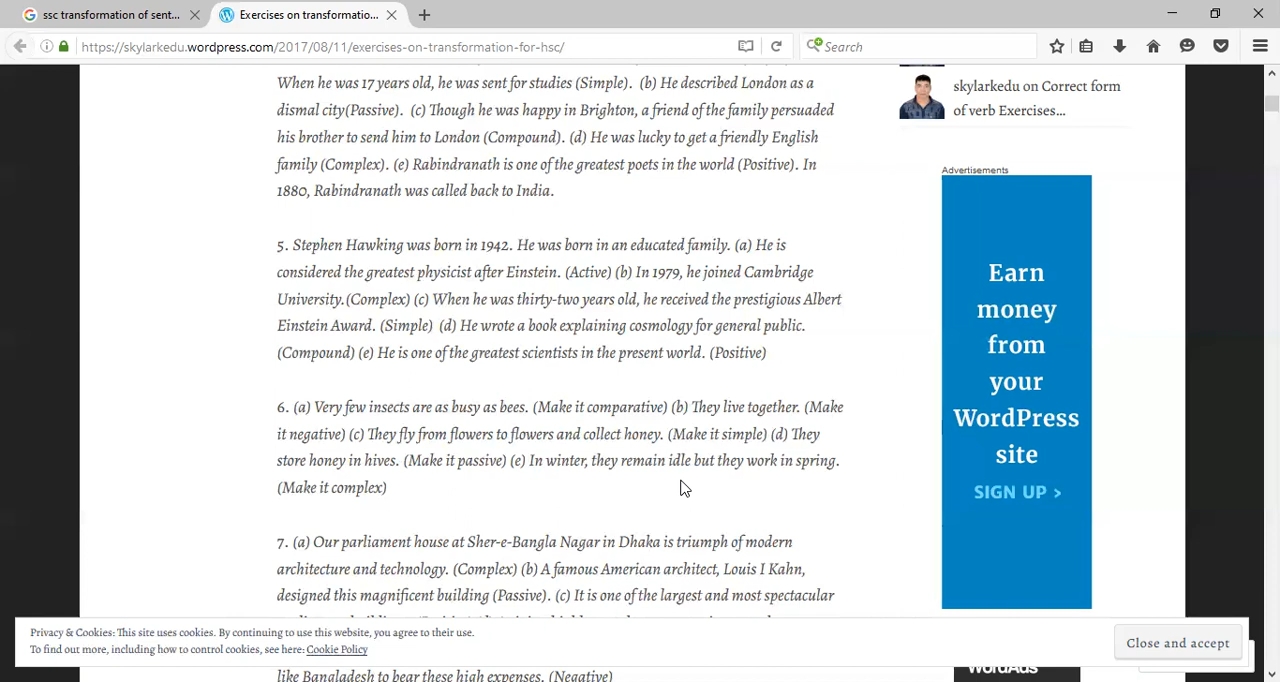 ssc transformation of sent...
Exercises on transformatio...
https://skylarkedu.wordpress.com/2017/08/11/exercises-on-transformation-for-hsc/
Search
When he was 17 years old, he was sent for studies (Simple). (b) He described London as a
dismal city(Passive). (c) Though he was happy in Brighton, a friend of the family persuaded
his brother to send him to London (Compound). (d) He was lucky to get a friendly English
family (Complex). (e) Rabindranath is one of the greatest poets in the world (Positive). In
1880, Rabindranath was called back to India.
5. Stephen Hawking was born in 1942. He was born in an educated family. (a) He is
considered the greatest physicist after Einstein. (Active) (b) In 1979, he joined Cambridge
University.(Complex) (c) When he was thirty-two years old, he received the prestigious Albert
Einstein Award. (Simple) (d) He wrote a book explaining cosmology for general public.
(Compound) (e) He is one of the greatest scientists in the present world. (Positive)
6. (a) Very few insects are as busy as bees. (Make it comparative) (b) They live together. (Make
it negative) (c) They fly from flowers to flowers and collect honey. (Make it simple) (d) They
store honey in hives. (Make it passive) (e) In winter, they remain idle but they work in spring.
(Make it complex)
7. (a) Our parliament house at Sher-e-Bangla Nagar in Dhaka is triumph of modern
architecture and technology. (Complex) (b) A famous American architect, Louis I Kahn,
designed this magnificent building (Passive). (c) It is one of the largest and most spectacular
like Bangladesh to bear these high expenses. (Negative)
skylarkedu on Correct form
of verb Exercises...
Advertisements
Earn
money
from
your
WordPress
site
SIGN UP >
WordAds
Privacy & Cookies: This site uses cookies. By continuing to use this website, you agree to their use.
To find out more, including how to control cookies, see here: Cookie Policy
Close and accept